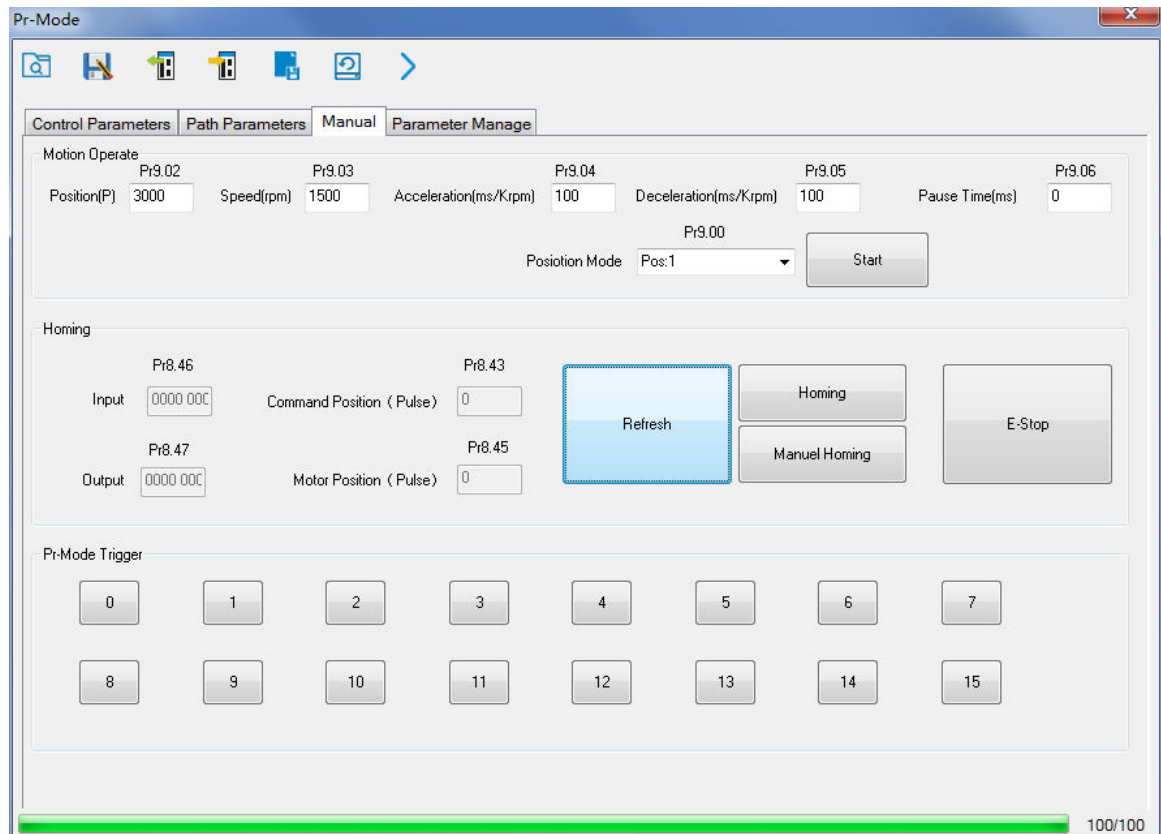 Pr-Mode
X
Control Parameters Path Parameters Manual Parameter Manage
Motion Operate
Pr9.02 Pr9.03 Pr9.04 Pr9.05 Pr9.06
Position(P) 3000 Speed(rpm) 1500 Acceleration(ms/Krpm) 100 Deceleration(ms/Krpm) 100 Pause Time(ms) 0
Pr9.00
Posiotion Mode Pos:1 Start
Homing
Pr8.46 Pr8.43
Input 0000 000 Command Position ( Pulse) 0
Refresh Homing E-Stop
Pr8.47 Pr8.45
Manuel Homing
Output 0000 000 Motor Position ( Pulse) 0
Pr-Mode Trigger
0 1 2 3 4 5 6 7
8 9 10 11 12 13 14 15
100/100